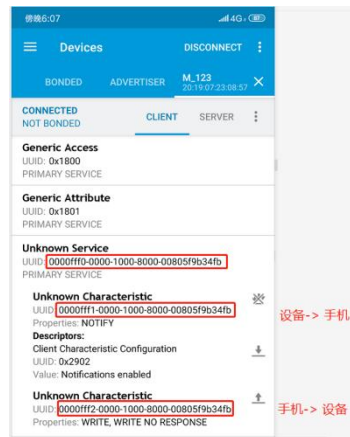 傍晚6:07
4G
Devices
DISCONNECT
BONDED
ADVERTISER
M_123
20:19:07:23:08:57
CONNECTED
NOT BONDED
CLIENT
SERVER
Generic Access
UUID: 0x1800
PRIMARY SERVICE
Generic Attribute
UUID: 0x1801
PRIMARY SERVICE
Unknown Service
UUID: 0000fff0-0000-1000-8000-00805f9b34fb
PRIMARY SERVICE
Unknown Characteristic
UUID: 0000fff1-0000-1000-8000-00805f9b34fb
Properties: NOTIFY
设备-> 手机
Descriptors:
Client Characteristic Configuration
UUID: 0x2902
Value: Notifications enabled
Unknown Characteristic
UUID: 0000fff2-0000-1000-8000-00805f9b34fb
手机-> 设备
Properties: WRITE, WRITE NO RESPONSE